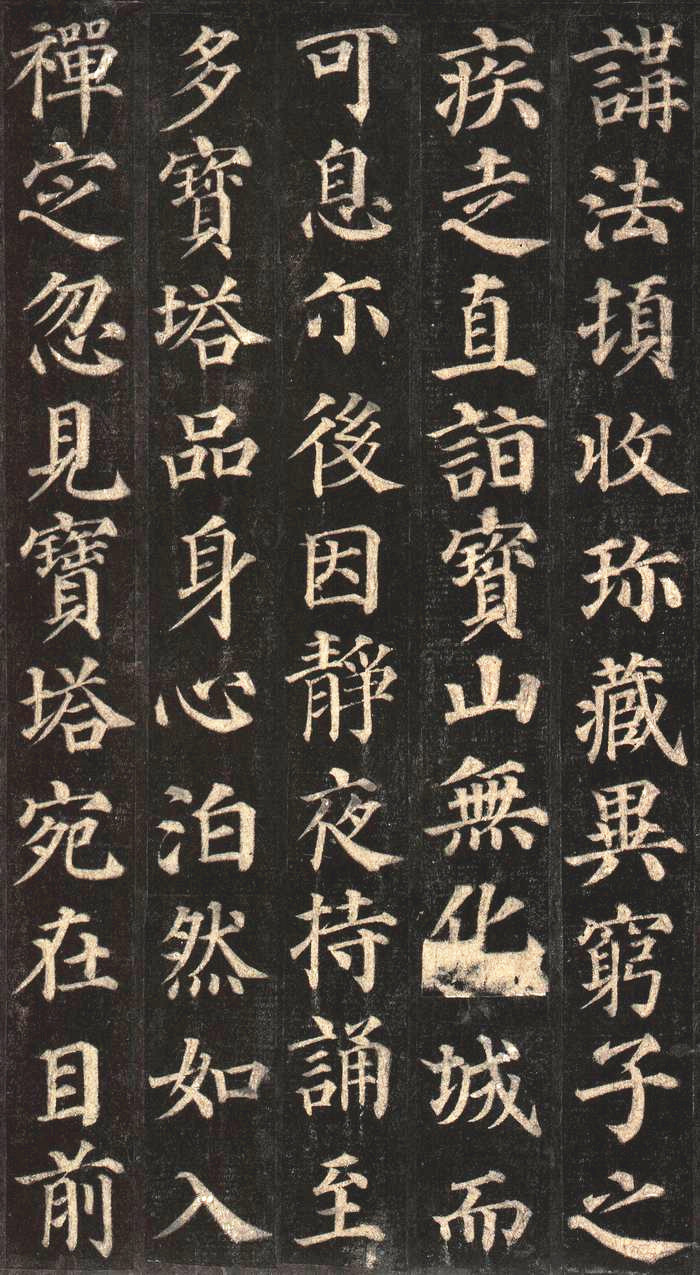 講法頓收珎藏異窮子之
疾走直詣寶山無化城而
可息尒後因静夜持誦至
多寶塔品身心泊然如入
禪定忽見寶塔宛在目前